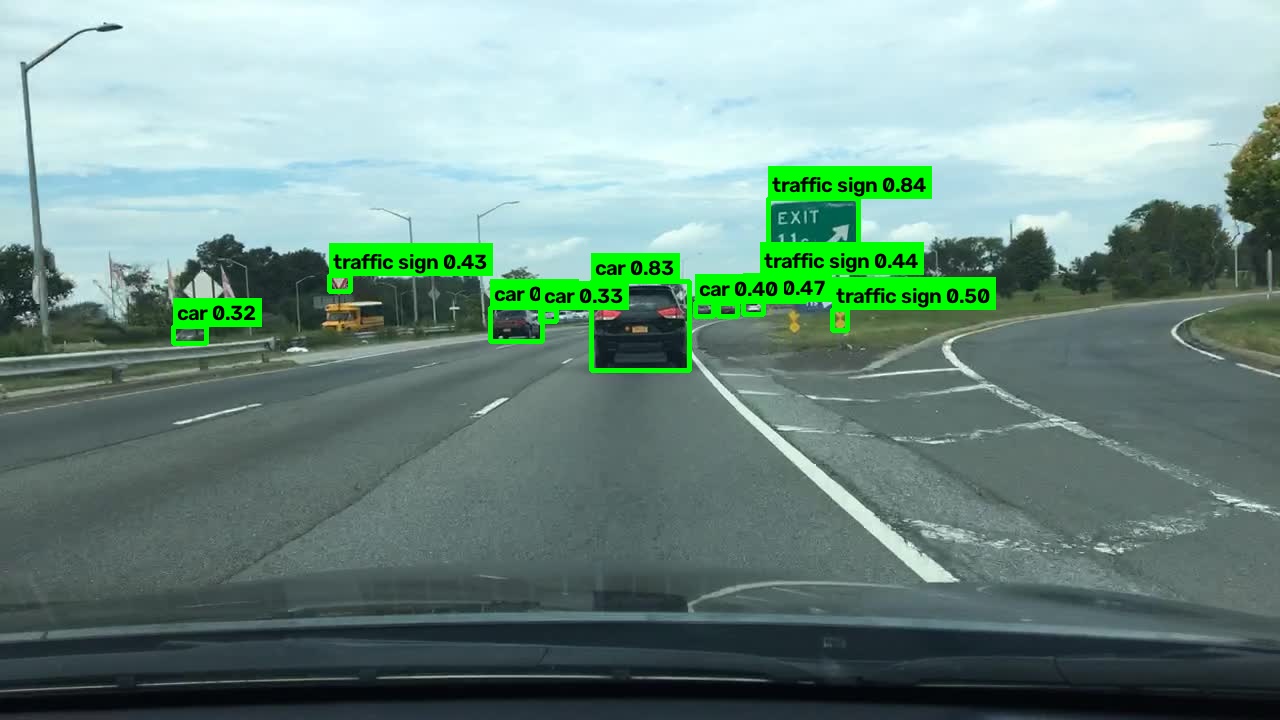 traffic sign 0.84
EXIT
traffic sign 0.43
traffic sign 0.44
car 0.83
car 0.33
car 0.40
0.47
traffic sign 0.50
car 0.32